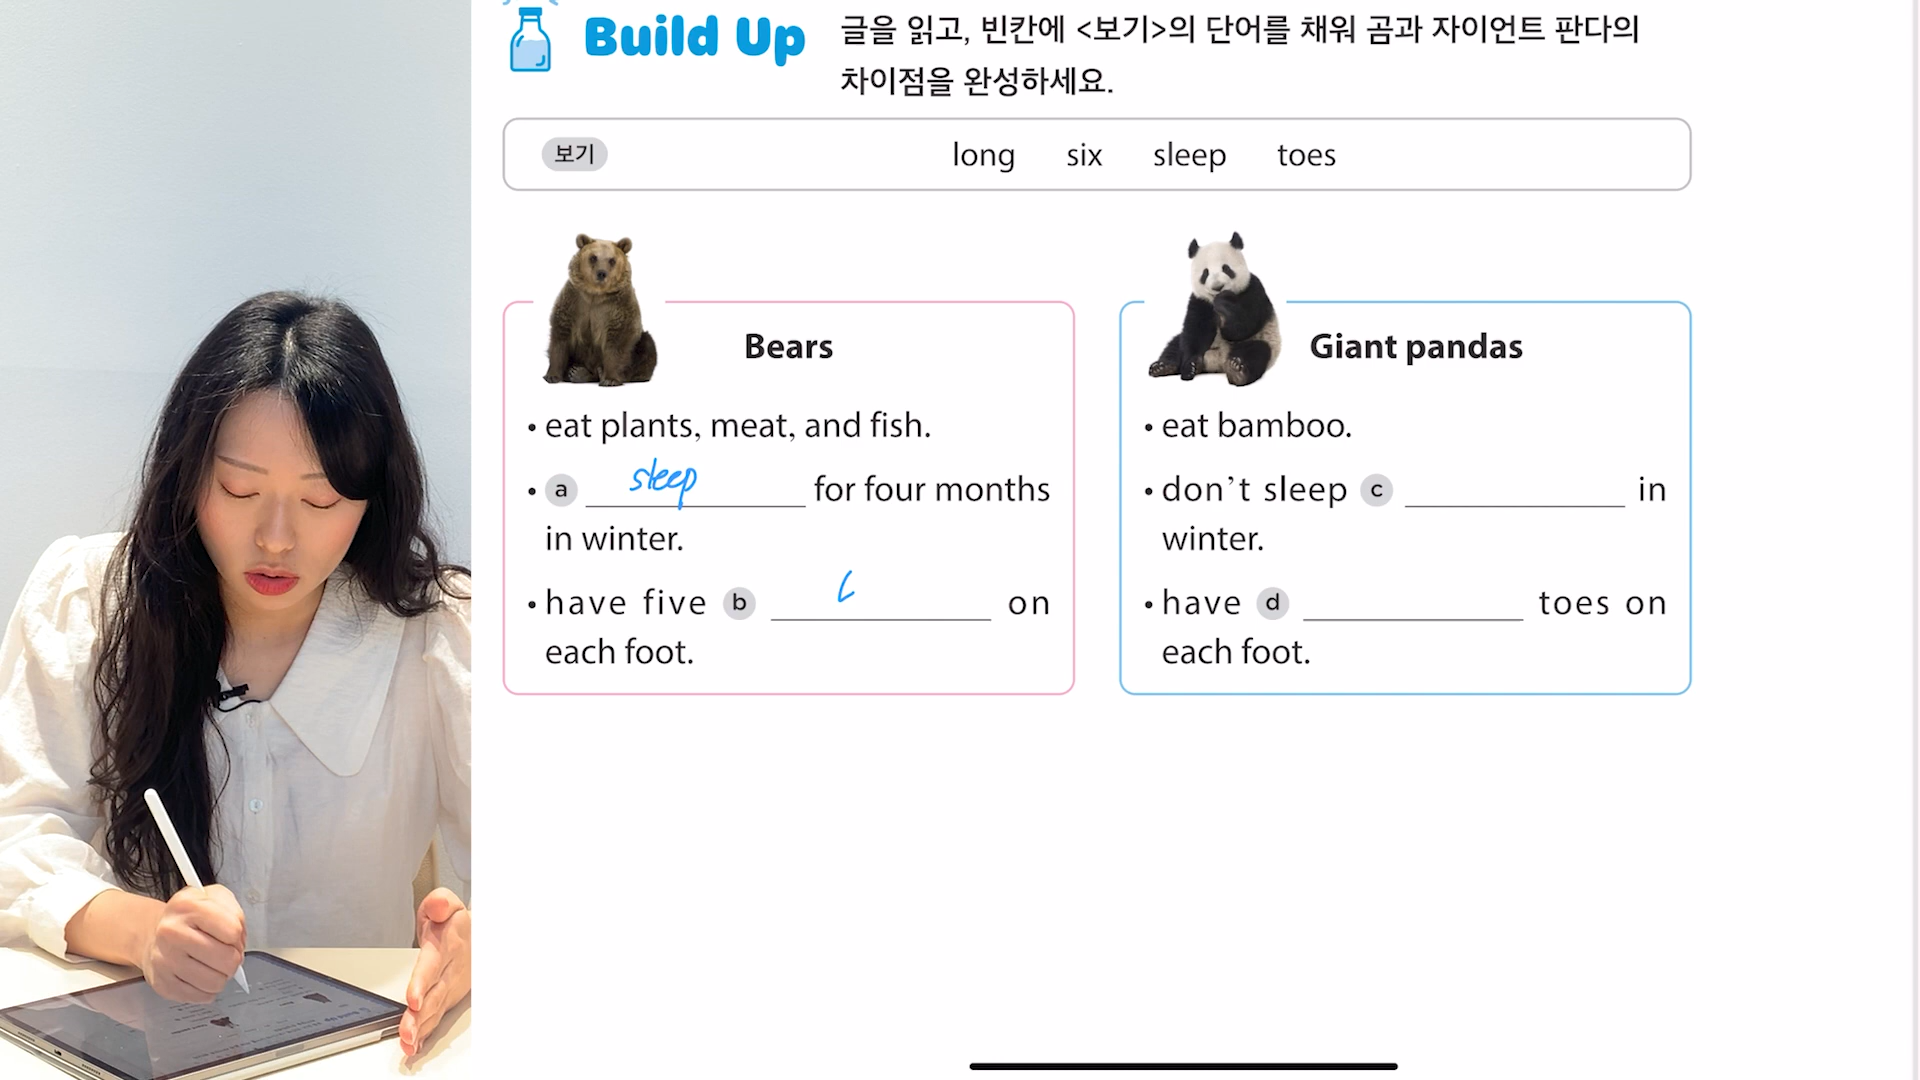 Build Up
글을 읽고, 빈칸에 <보기>의 단어를 채워 곰과 자이언트 판다의
차이점을 완성하세요.
보기 long six sleep toes
Bears
• eat plants, meat, and fish.
• a sleep for four months
in winter.
• have five b on
each foot.
Giant pandas
• eat bamboo.
• don't sleep c in
winter.
• have d toes on
each foot.